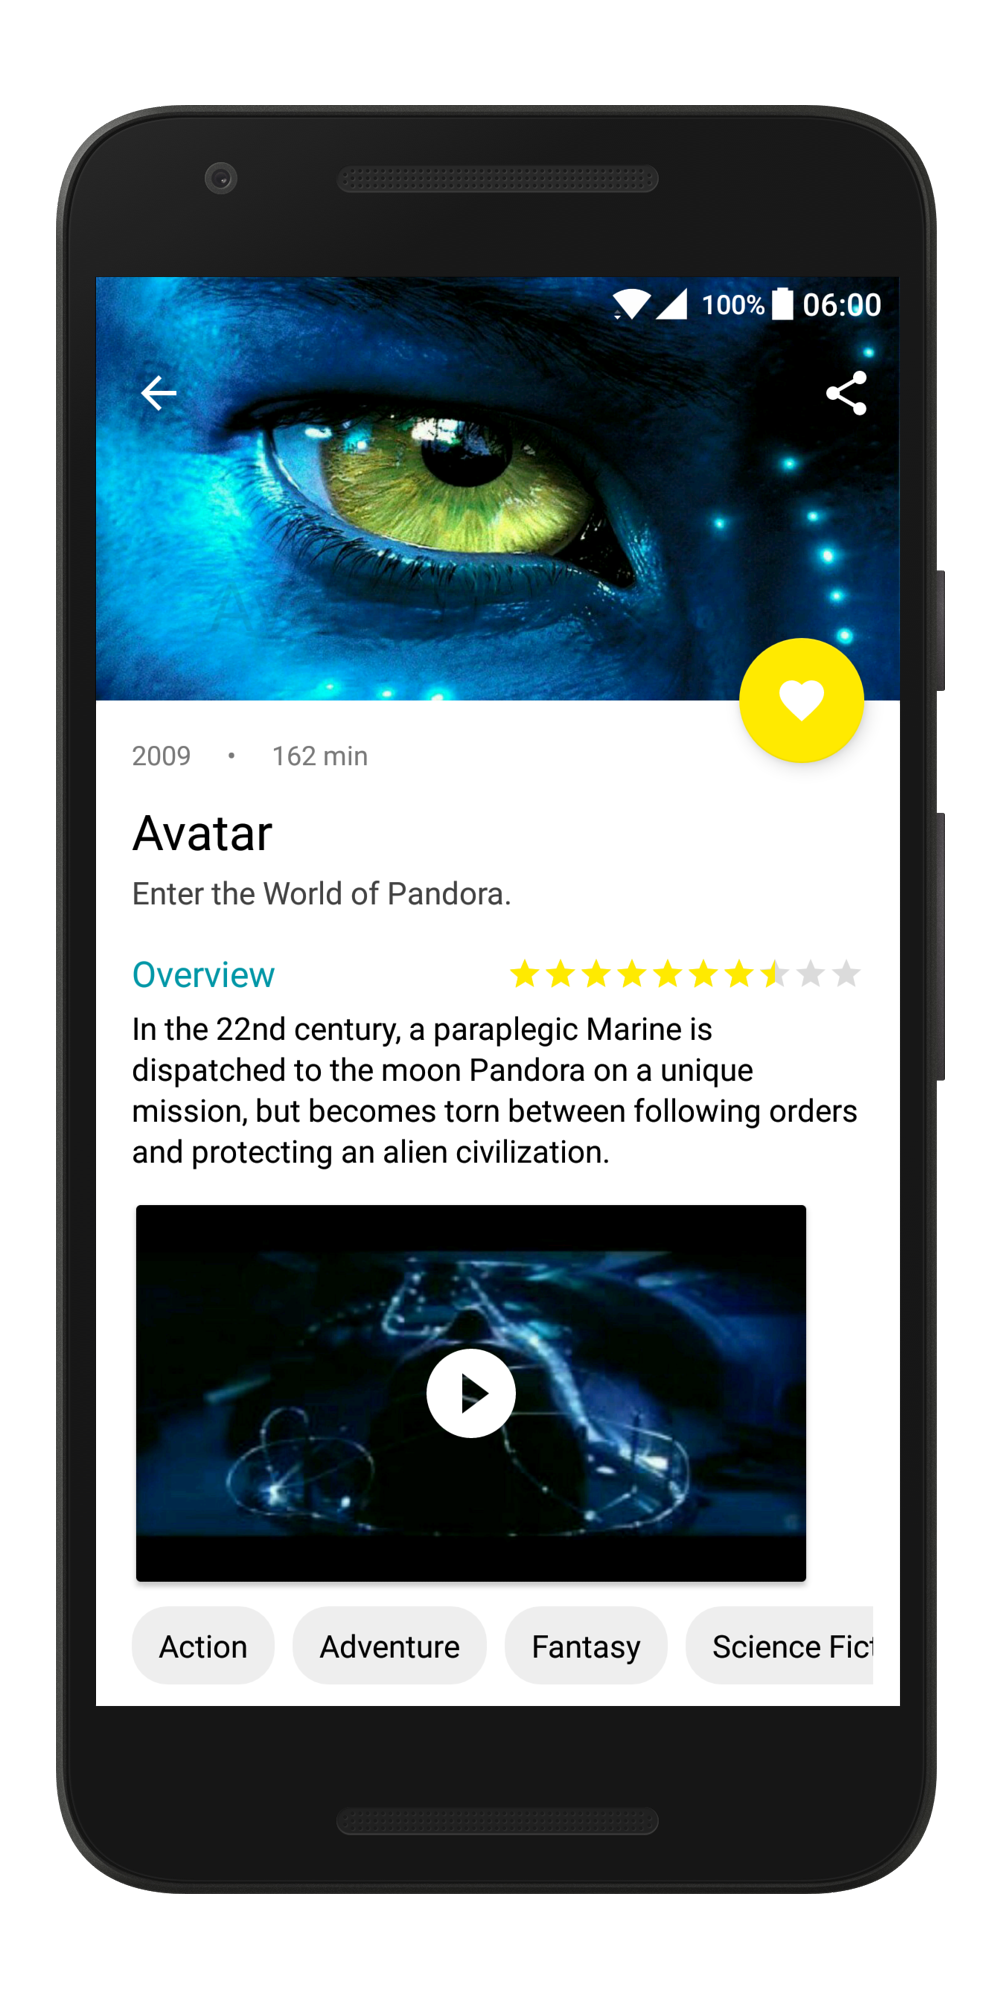 100% 06:00
2009 • 162 min
Avatar
Enter the World of Pandora.
Overview
In the 22nd century, a paraplegic Marine is
dispatched to the moon Pandora on a unique
mission, but becomes torn between following orders
and protecting an alien civilization.
Action Adventure Fantasy Science Fict